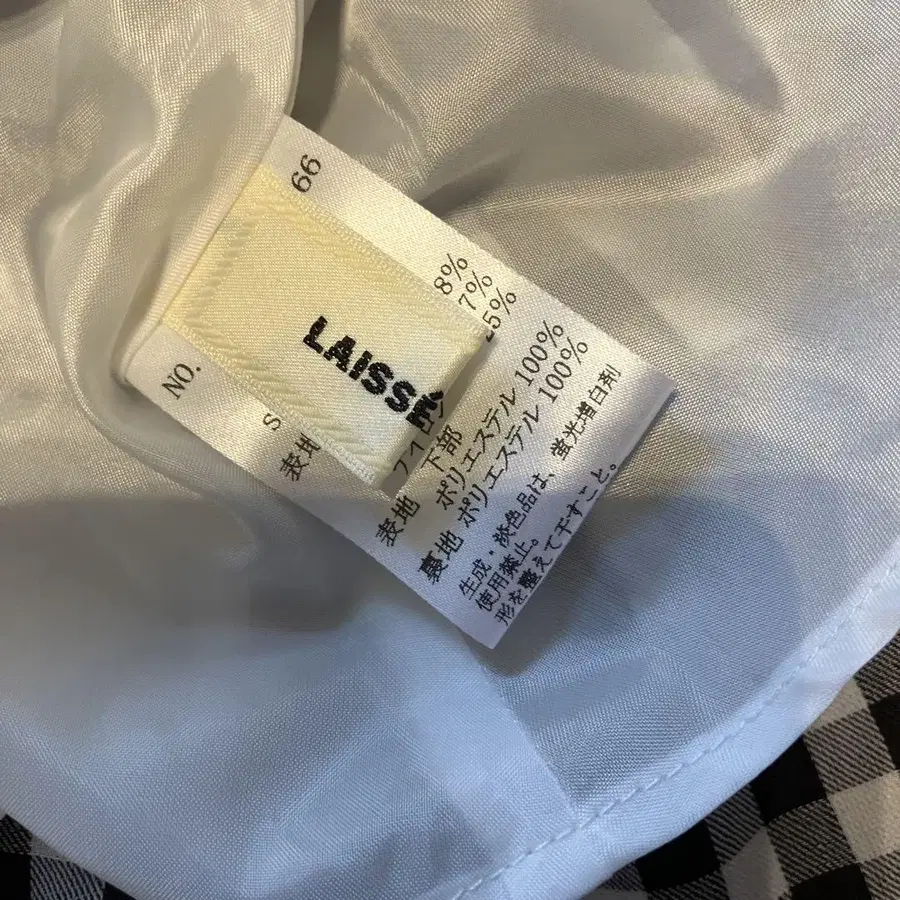 66
LAISSÉ
NO.
S
表地
8%
7%
5%
表地 下部
ポリエステル 100%
裏地 ポリエステル 100%
生成・淡色品は、蛍光増白剤
使用禁止。
形を整えて干すこと。